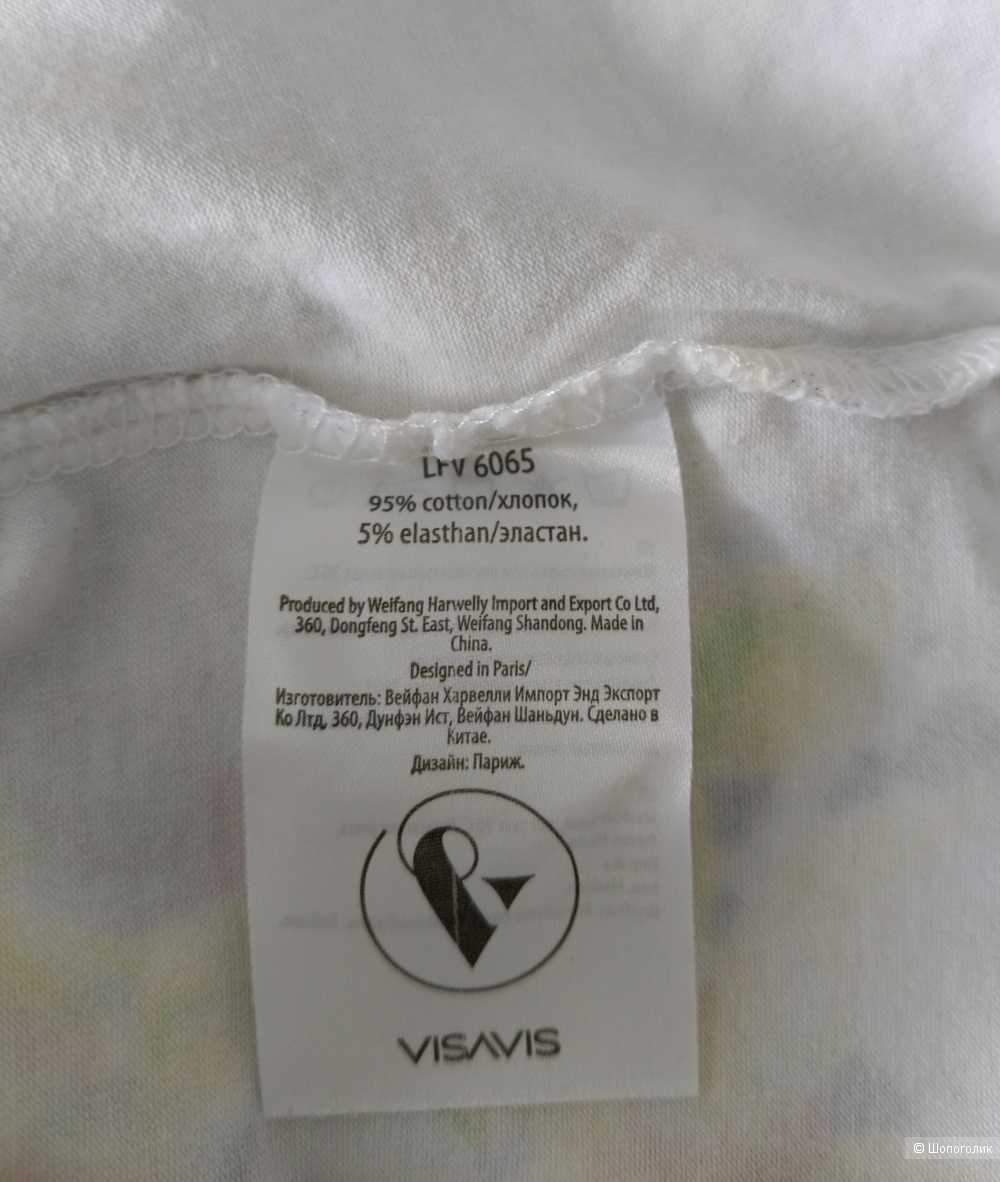 LFV 6065
95% cotton/хлопок,
5% elasthan/эластан.
Produced by Weifang Harwelly Import and Export Co Ltd,
360, Dongfeng St. East, Weifang Shandong. Made in
China.
Designed in Paris/
Изготовитель: Вейфан Харвелли Импорт Энд Экспорт
Ко Лтд, 360, Дунфэн Ист, Вейфан Шаньдун. Сделано в
Китае.
Дизайн: Париж.
VISAVIS
© Шопоголик